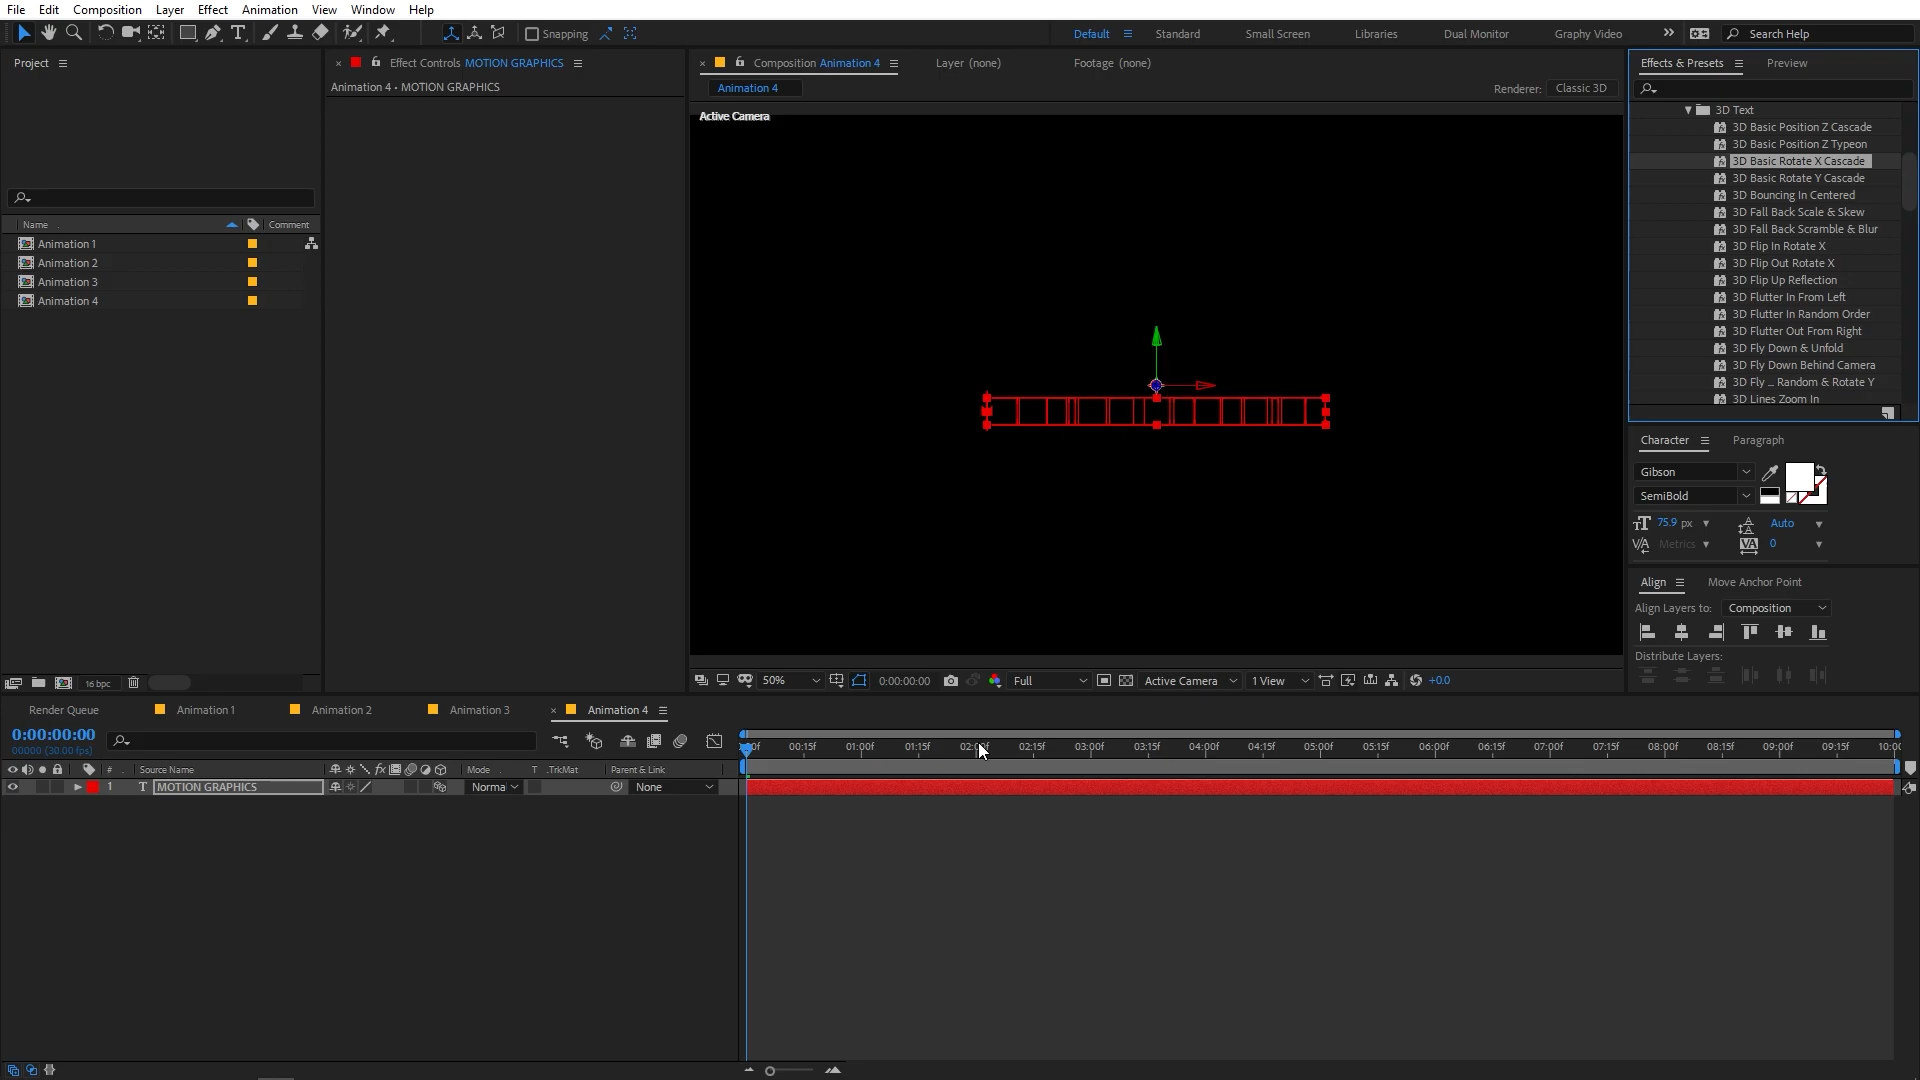 File Edit Composition Layer Effect Animation View Window Help
Snapping
Default Standard Small Screen Libraries Dual Monitor Graphy Video Search Help
Project
Effect Controls MOTION GRAPHICS
Composition Animation 4 Layer (none) Footage (none)
Effects & Presets Preview
Animation 4 • MOTION GRAPHICS
Animation 4
Renderer: Classic 3D
Active Camera
3D Text
3D Basic Position Z Cascade
3D Basic Position Z Typeon
3D Basic Rotate X Cascade
3D Basic Rotate Y Cascade
3D Bouncing In Centered
3D Fall Back Scale & Skew
3D Fall Back Scramble & Blur
3D Flip In Rotate X
3D Flip Out Rotate X
3D Flip Up Reflection
3D Flutter In From Left
3D Flutter In Random Order
3D Flutter Out From Right
3D Fly Down & Unfold
3D Fly Down Behind Camera
3D Fly ... Random & Rotate Y
3D Lines Zoom In
Name Comment
Animation 1
Animation 2
Animation 3
Animation 4
Character Paragraph
Gibson
SemiBold
75.9 px Auto
Metrics 0
Align Move Anchor Point
Align Layers to: Composition
Distribute Layers:
16 bpc
50% 0:00:00:00 Full Active Camera 1 View +0.0
Render Queue Animation 1 Animation 2 Animation 3 Animation 4
0:00:00:00
00000 (30.00 fps)
00:15f 01:00f 01:15f 02:00f 02:15f 03:00f 03:15f 04:00f 04:15f 05:00f 05:15f 06:00f 06:15f 07:00f 07:15f 08:00f 08:15f 09:00f 09:15f 10:00
# Source Name Mode T .TrkMat Parent & Link
1 T MOTION GRAPHICS Norma None